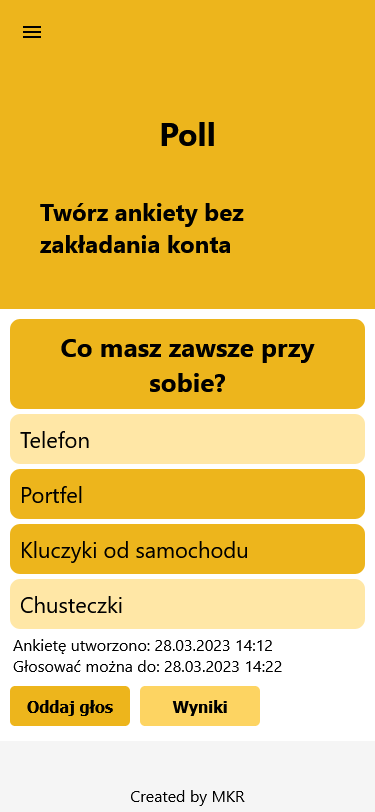 Poll
Twórz ankiety bez
zakładania konta
Co masz zawsze przy
sobie?
Telefon
Portfel
Kluczyki od samochodu
Chusteczki
Ankietę utworzono: 28.03.2023 14:12
Głosować można do: 28.03.2023 14:22
Oddaj głos
Wyniki
Created by MKR